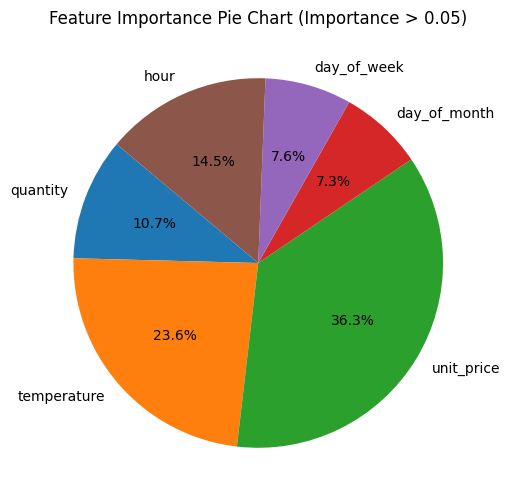 Feature Importance Pie Chart (Importance > 0.05)
day_of_week
hour
day_of_month
7.6%
14.5%
7.3%
quantity
10.7%
36.3%
23.6%
unit_price
temperature